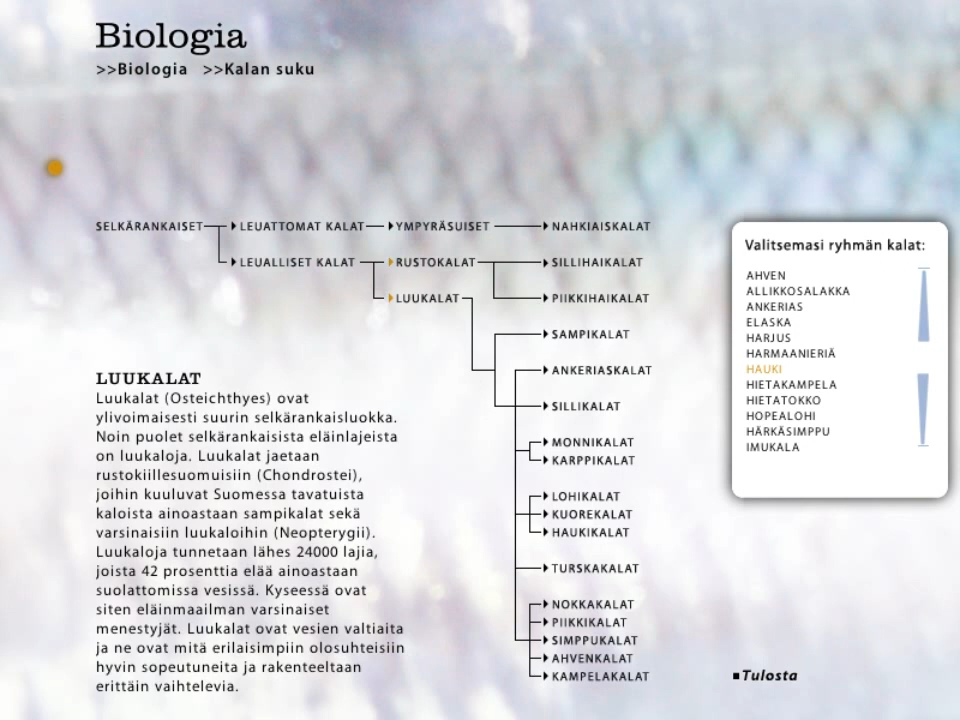 Biologia
>>Biologia >>Kalan suku
SELKÄRANKAISET LEUATTOMAT KALAT YMPYRÄSUISET NAHKIAISKALAT
LEUALLISET KALAT RUSTOKALAT SILLIHAIKALAT
LUUKALAT PIIKKIHAIKALAT
SAMPIKALAT
ANKERIASKALAT
SILLIKALAT
MONNIKALAT
KARPPIKALAT
LOHIKALAT
KUOREKALAT
HAUKIKALAT
TURSKAKALAT
NOKKAKALAT
PIIKKIKALAT
SIMPPUKALAT
AHVENKALAT
KAMPELAKALAT
LUUKALAT
Luukalat (Osteichthyes) ovat
ylivoimaisesti suurin selkärankaisluokka.
Noin puolet selkärankaisista eläinlajeista
on luukaloja. Luukalat jaetaan
rustokiillesuomuisiin (Chondrostei),
joihin kuuluvat Suomessa tavatuista
kaloista ainoastaan sampikalat sekä
varsinaisiin luukaloihin (Neopterygii).
Luukaloja tunnetaan lähes 24000 lajia,
joista 42 prosenttia elää ainoastaan
suolattomissa vesissä. Kyseessä ovat
siten eläinmaailman varsinaiset
menestyjät. Luukalat ovat vesien valtiaita
ja ne ovat mitä erilaisimpiin olosuhteisiin
hyvin sopeutuneita ja rakenteeltaan
erittäin vaihtelevia.
Valitsemasi ryhmän kalat:
AHVEN
ALLIKKOSALAKKA
ANKERIAS
ELASKA
HARJUS
HARMAANIERIÄ
HAUKI
HIETAKAMPELA
HIETATOKKO
HOPEALOHI
HÄRKÄSIMPPU
IMUKALA
Tulosta